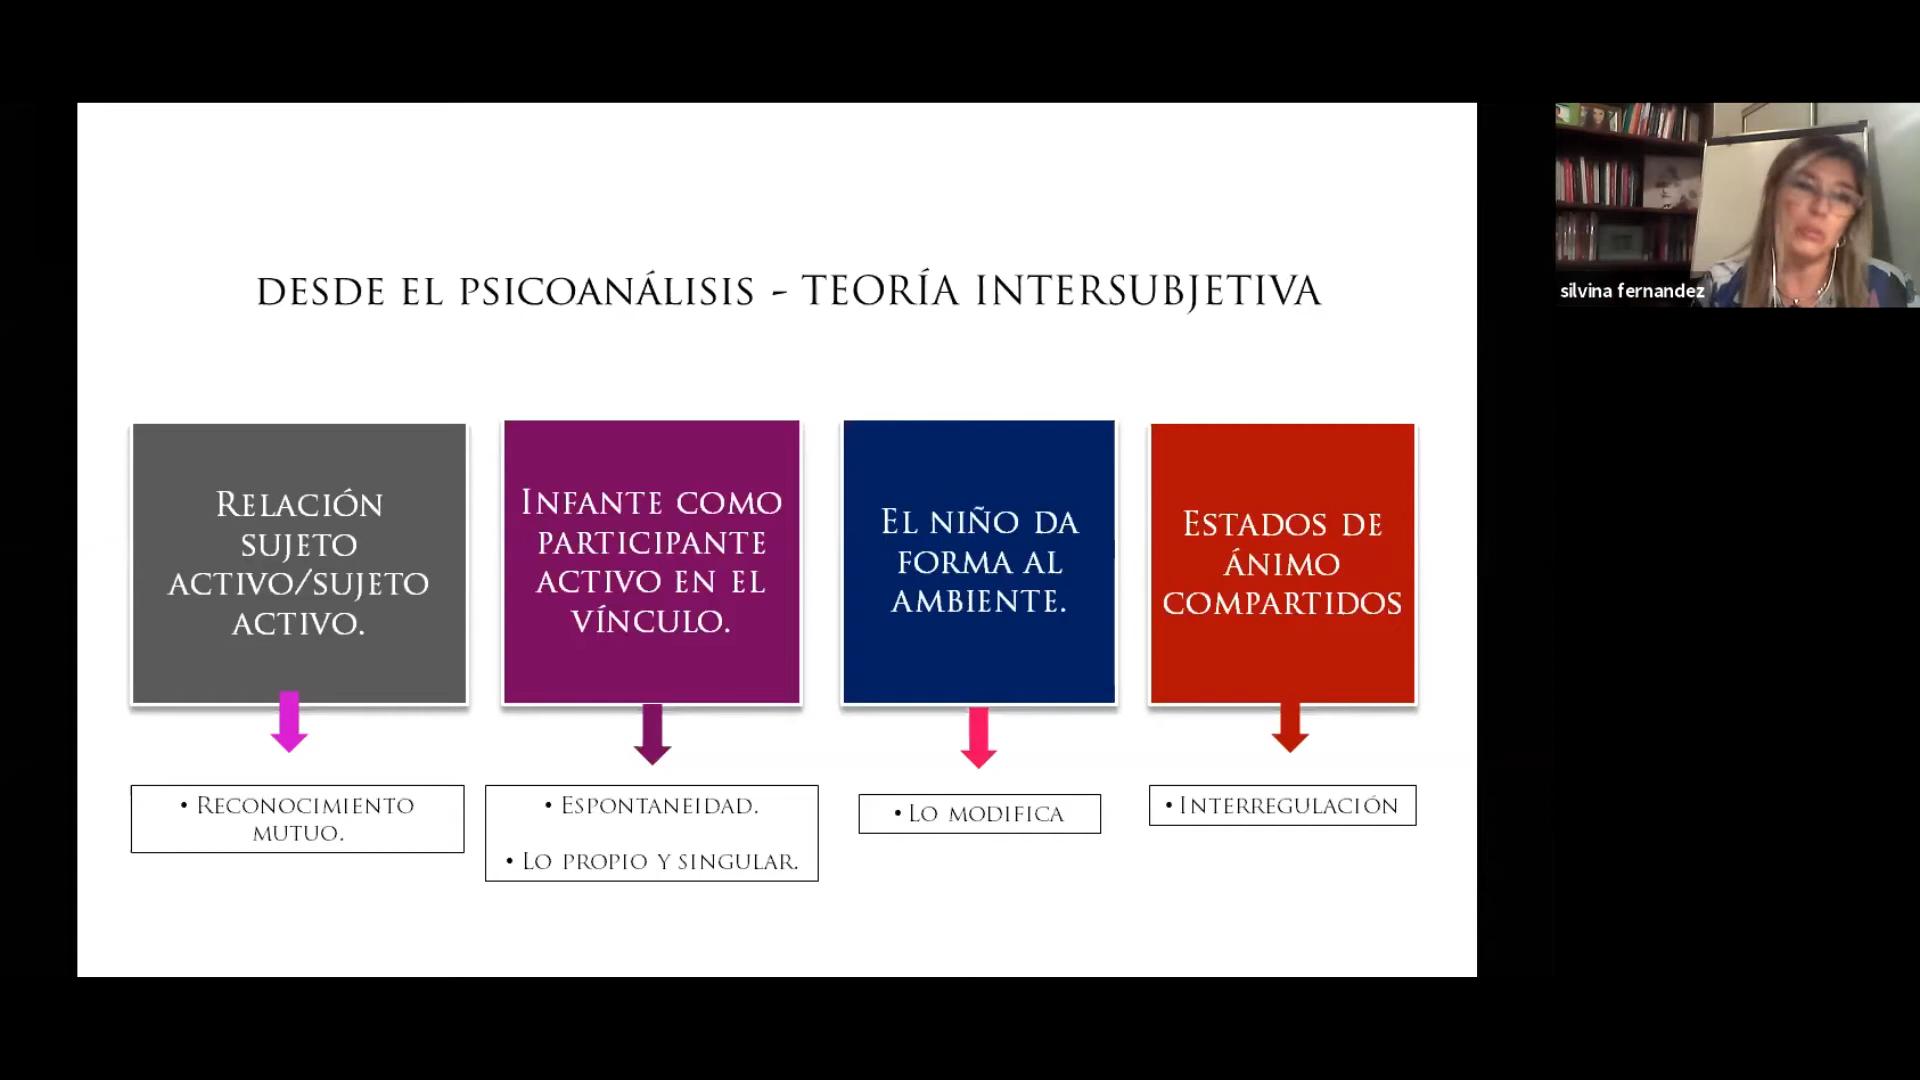 DESDE EL PSICOANÁLISIS - TEORÍA INTERSUBJETIVA
RELACIÓN
SUJETO
ACTIVO/SUJETO
ACTIVO.
INFANTE COMO
PARTICIPANTE
ACTIVO EN EL
VÍNCULO.
EL NIÑO DA
FORMA AL
AMBIENTE.
ESTADOS DE
ÁNIMO
COMPARTIDOS
• RECONOCIMIENTO
MUTUO.
• ESPONTANEIDAD.
• LO PROPIO Y SINGULAR.
• LO MODIFICA
• INTERREGULACIÓN
silvina fernandez